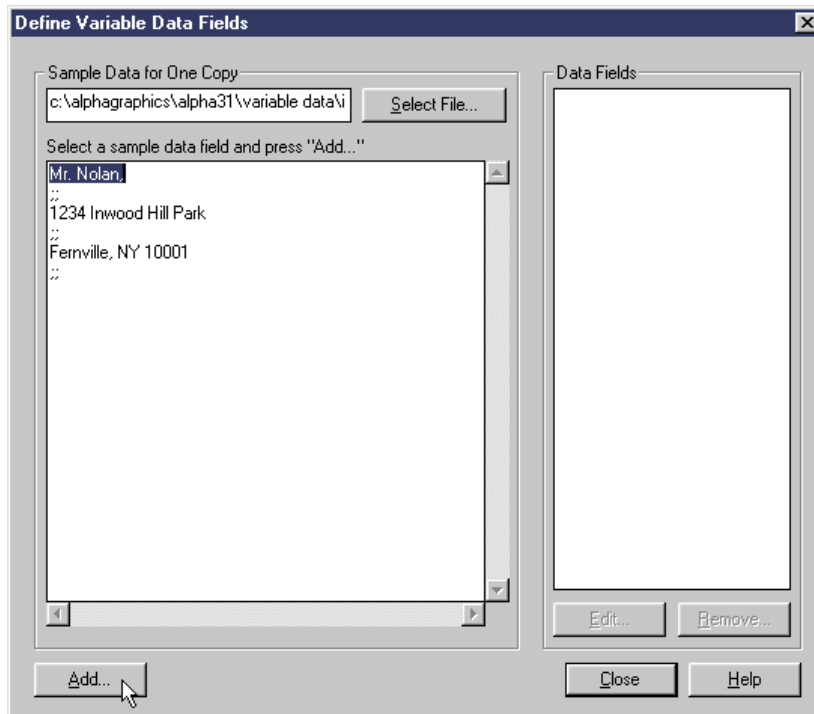 Define Variable Data Fields
Sample Data for One Copy
c:\alphagraphics\alpha31\variable data\i
Select File...
Select a sample data field and press "Add..."
Mr. Nolan,
;;
1234 Inwood Hill Park
;;
Fernville, NY 10001
;;
Data Fields
Edit...
Remove...
Add...
Close
Help